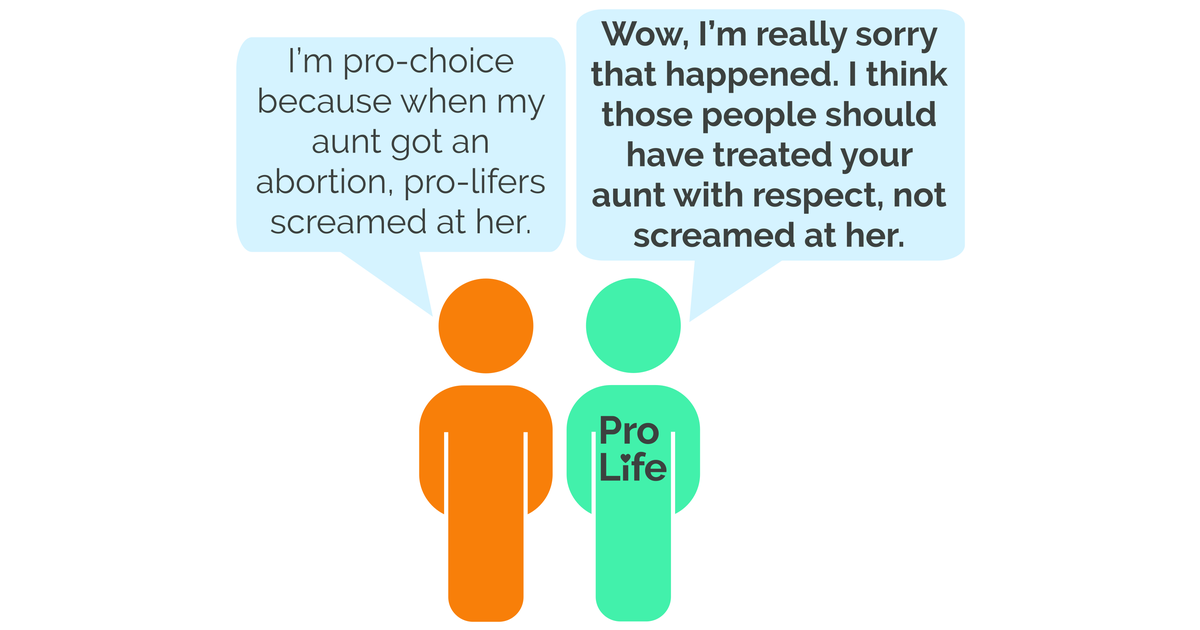 I’m pro-choice
because when my
aunt got an
abortion, pro-lifers
screamed at her.
Wow, I’m really sorry
that happened. I think
those people should
have treated your
aunt with respect, not
screamed at her.
Pro
Life